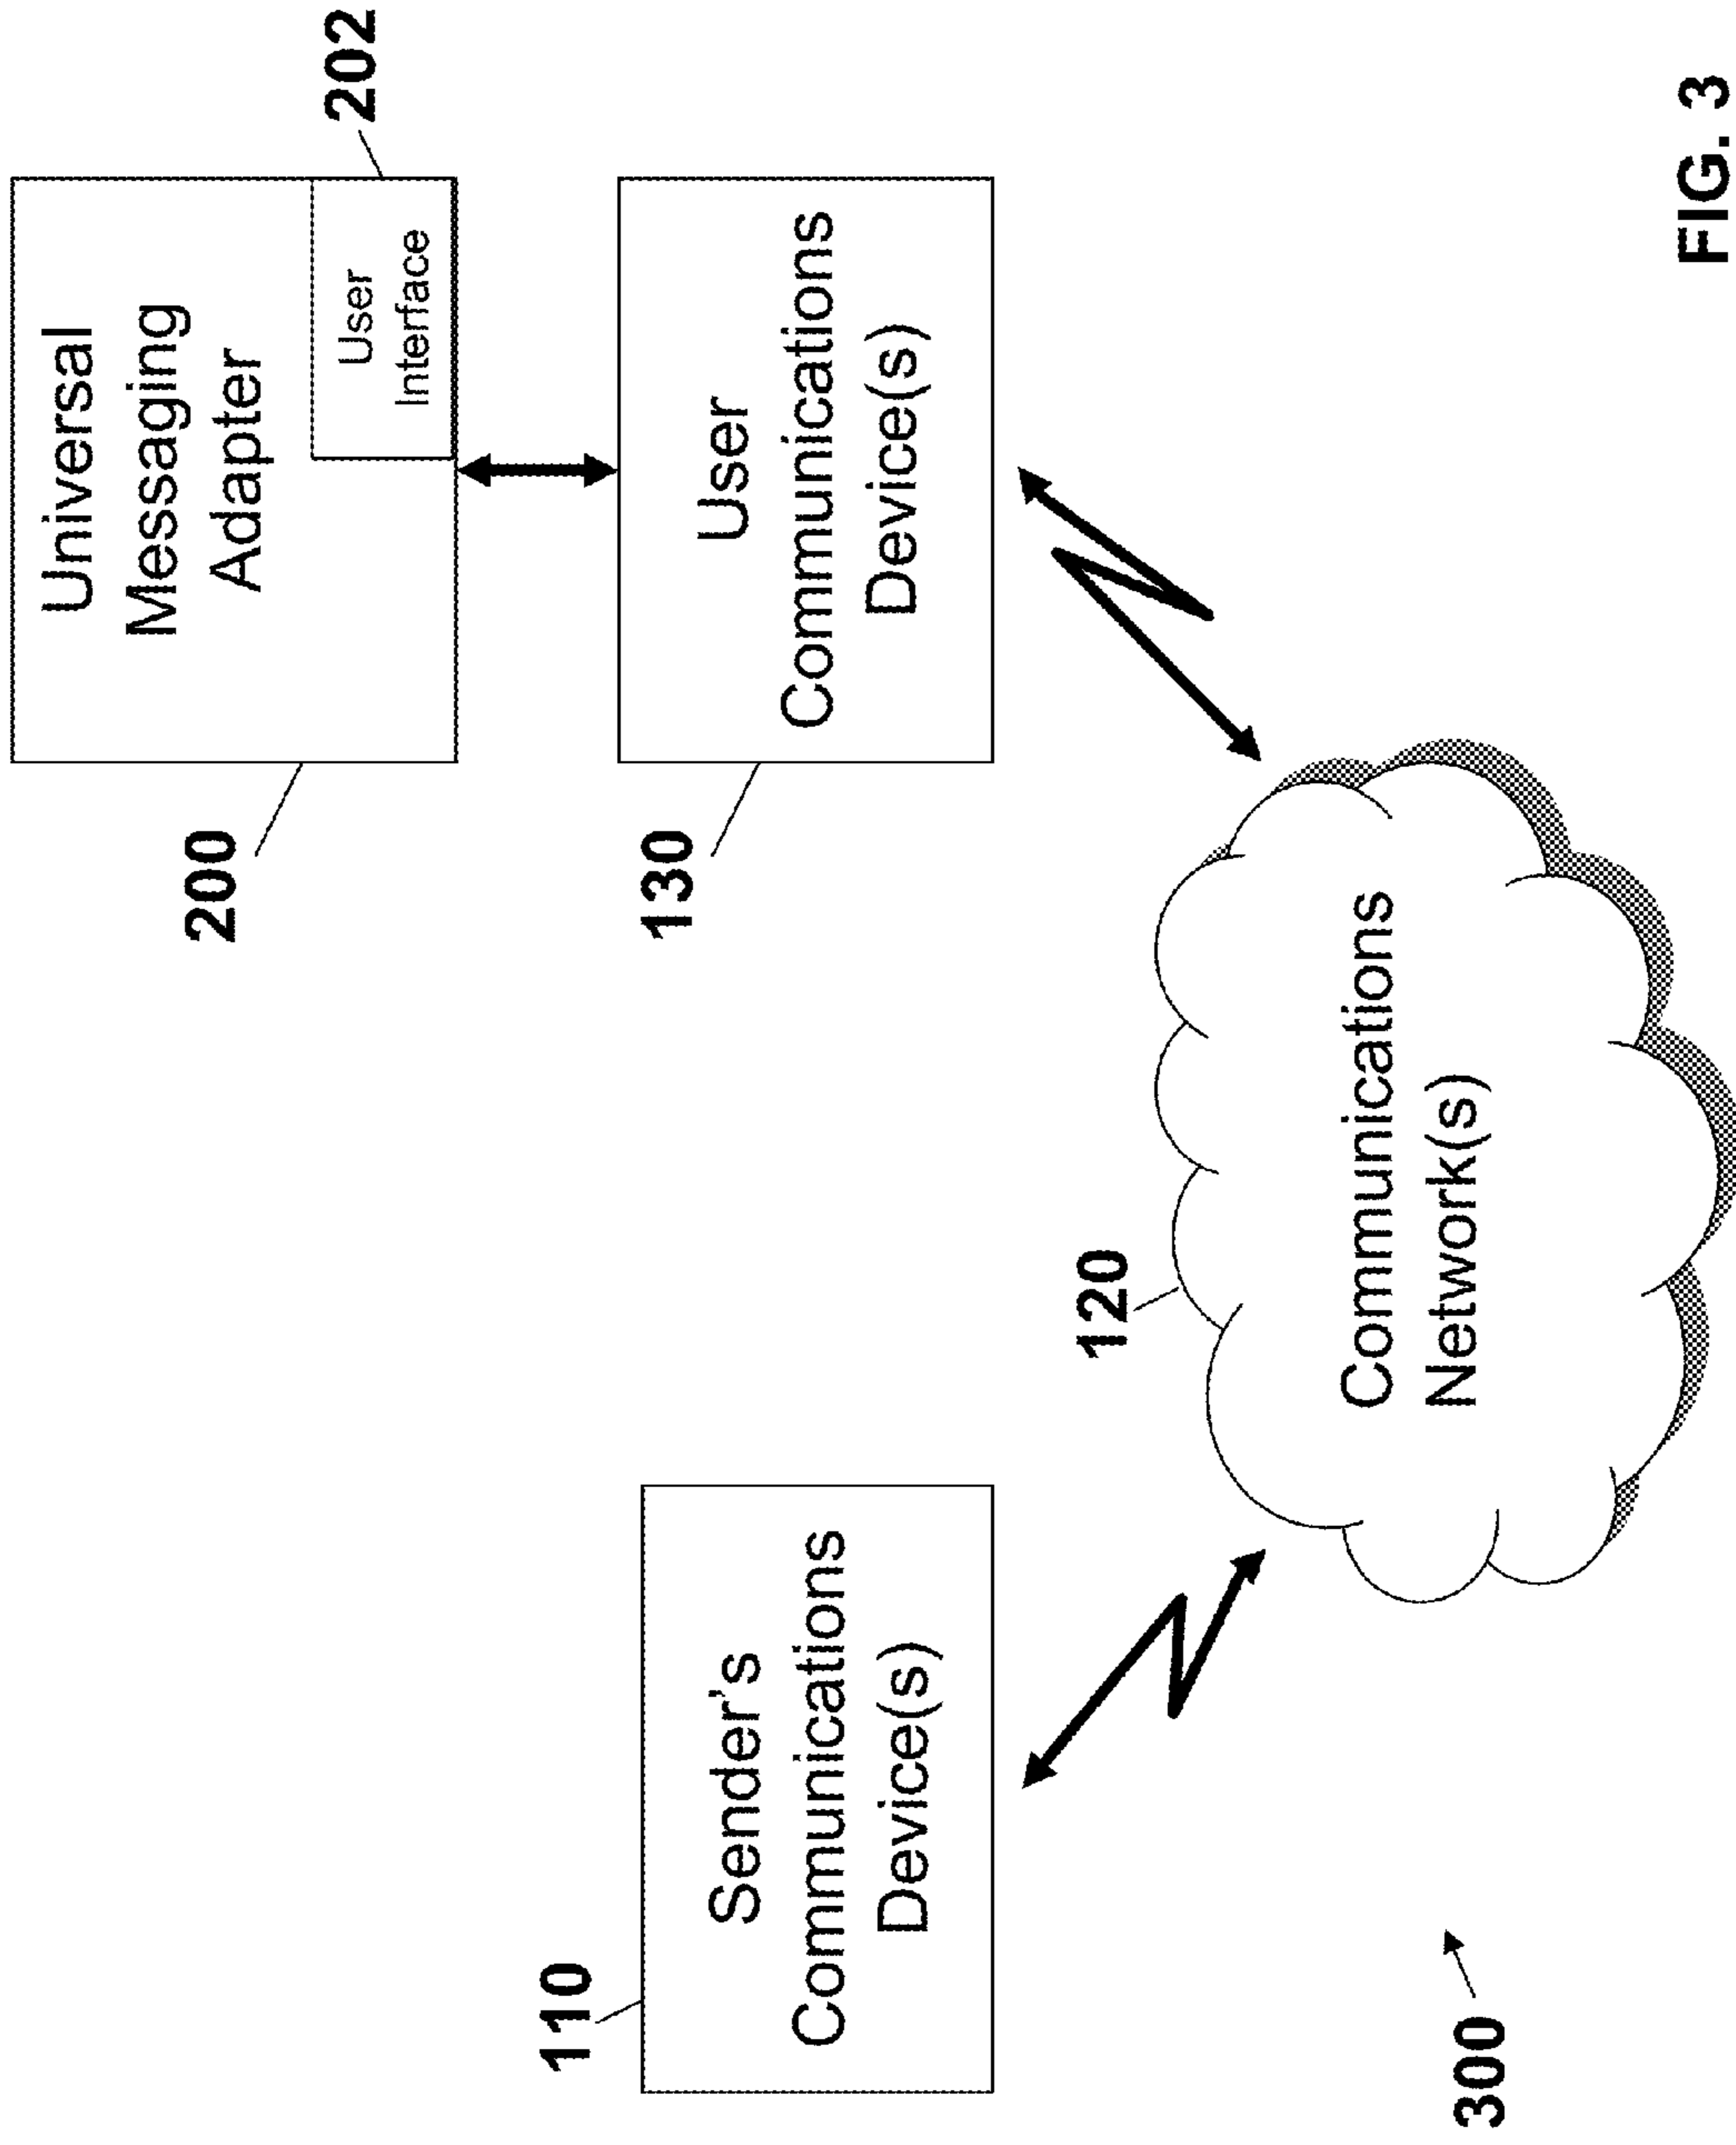 Universal
Messaging
Adapter
User
Interface
202
200
User
Communications
Device(s)
130
110
Sender's
Communications
Device(s)
120
Communications
Network(s)
300
FIG. 3